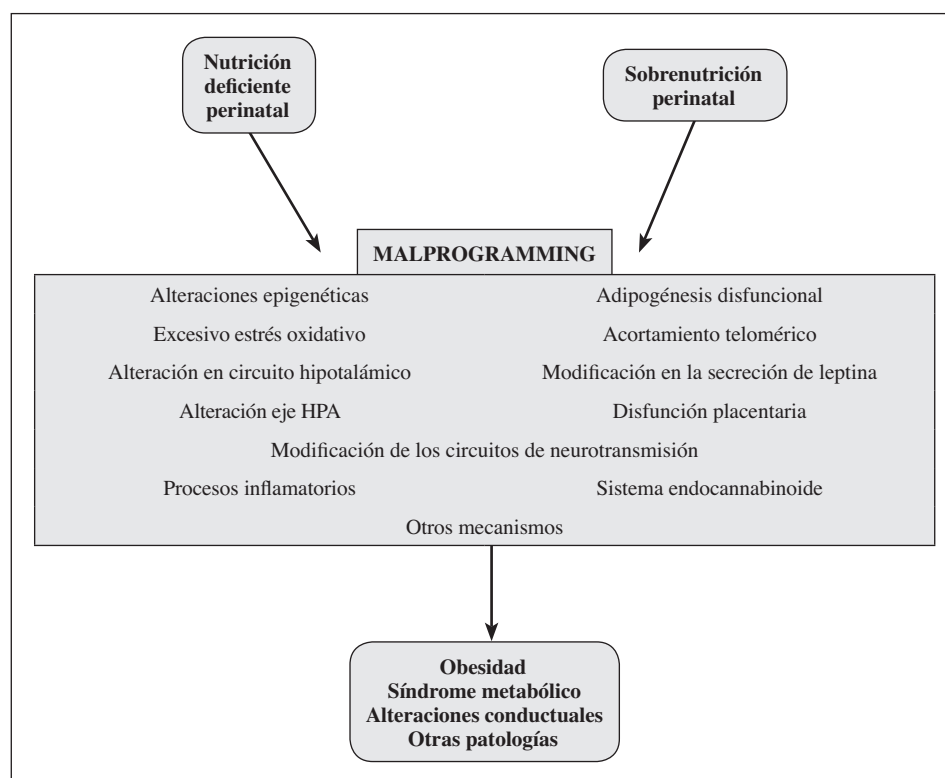 Nutrición
deficiente
perinatal
Sobrenutrición
perinatal
MALPROGRAMMING
Alteraciones epigenéticas
Adipogénesis disfuncional
Excesivo estrés oxidativo
Acortamiento telomérico
Alteración en circuito hipotalámico
Modificación en la secreción de leptina
Alteración eje HPA
Disfunción placentaria
Modificación de los circuitos de neurotransmisión
Procesos inflamatorios
Sistema endocannabinoide
Otros mecanismos
Obesidad
Síndrome metabólico
Alteraciones conductuales
Otras patologías